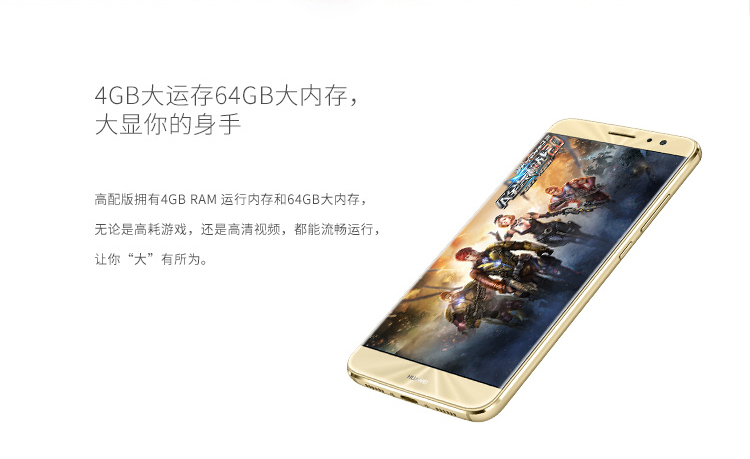 4GB大运存64GB大内存，
大显你的身手
高配版拥有4GB RAM 运行内存和64GB大内存，
无论是高耗游戏，还是高清视频，都能流畅运行，
让你“大”有所为。
HUAWEI